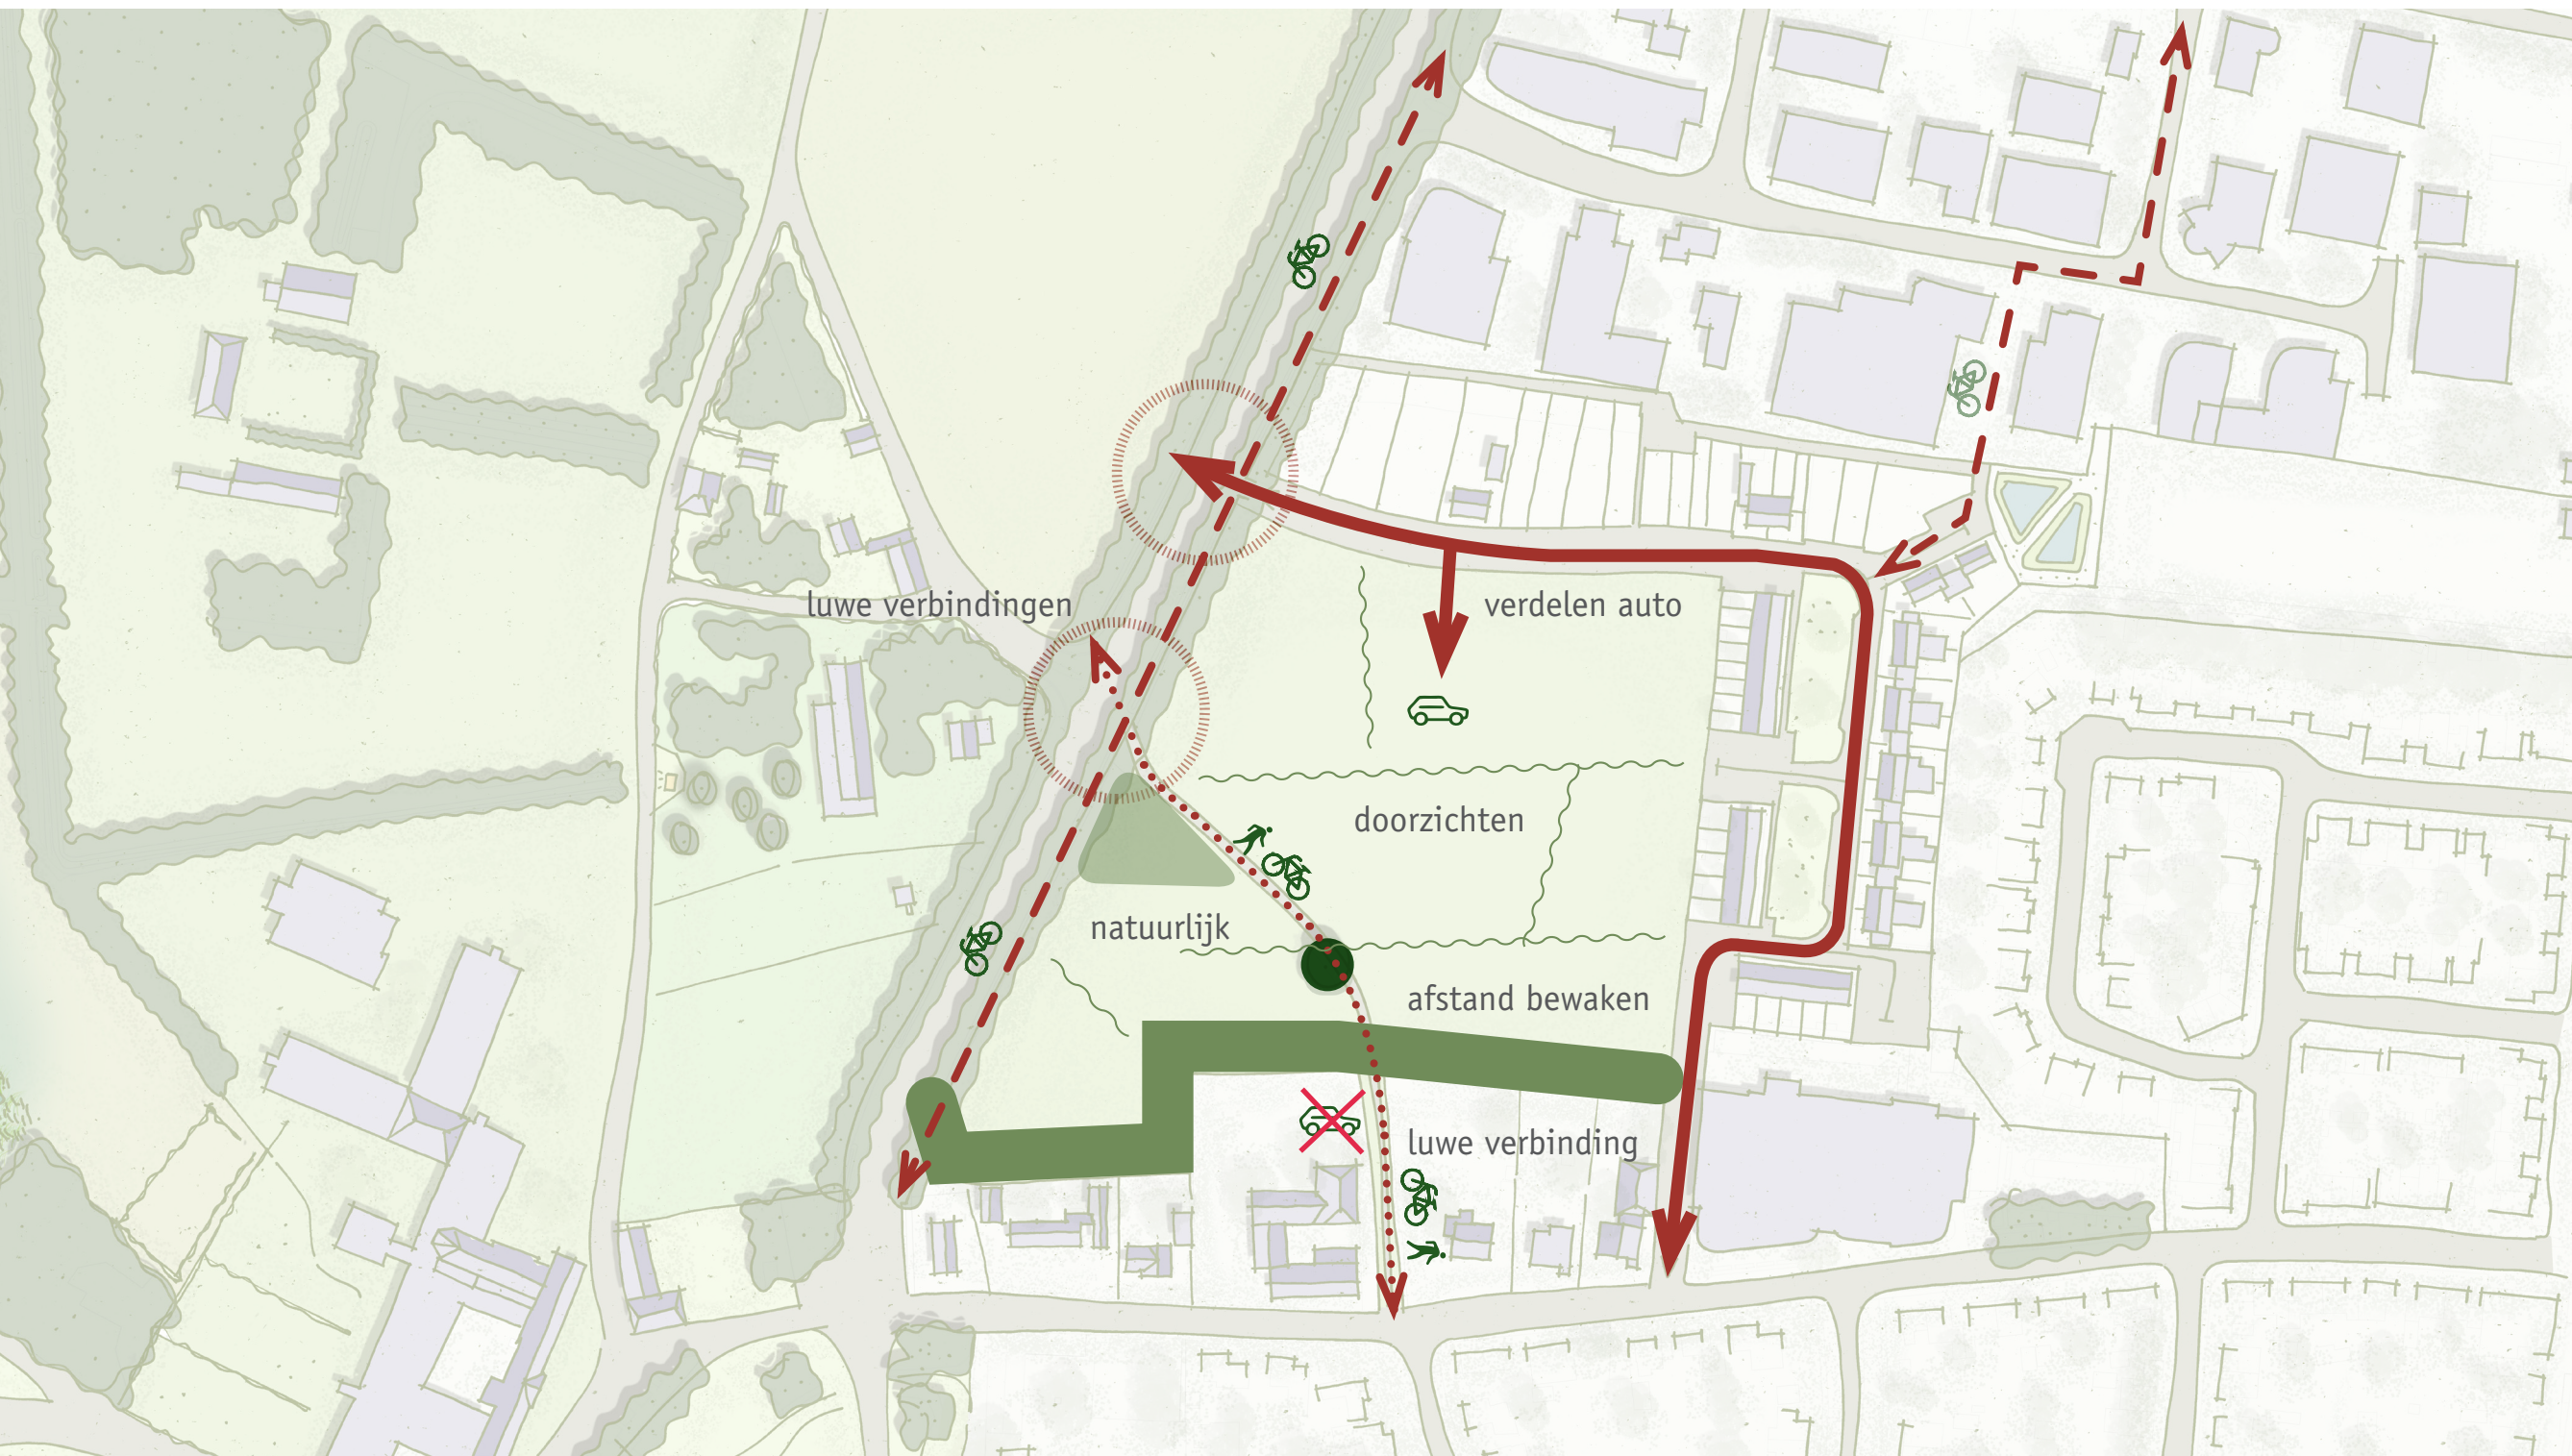 luwe verbindingen
verdelen auto
doorzichten
natuurlijk
afstand bewaken
luwe verbinding